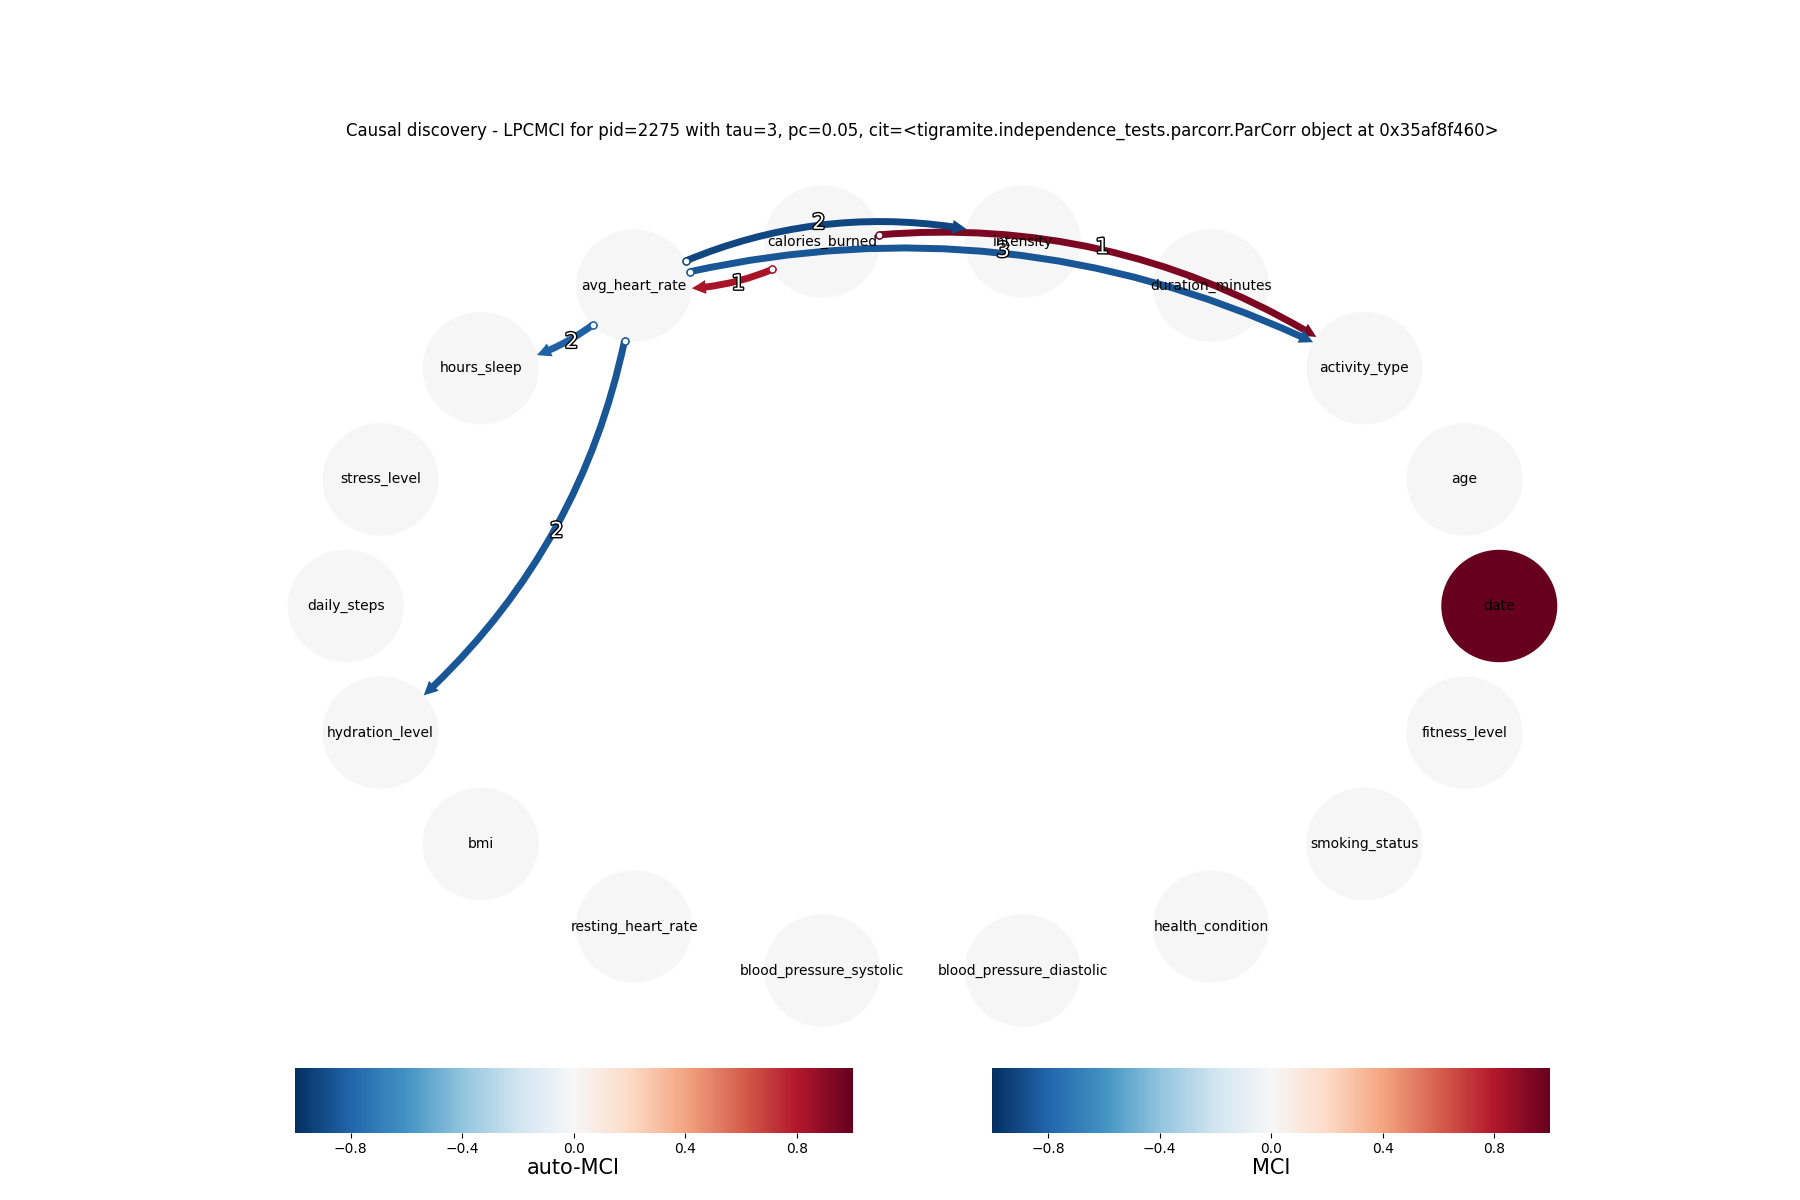 Causal discovery - LPCMCI for pid=2275 with tau=3, pc=0.05, cit=<tigramite.independence_tests.parcorr.ParCorr object at 0x35af8f460>
2
calories_burned
intensity
1
3
avg_heart_rate
1
duration_minutes
2
hours_sleep
activity_type
stress_level
age
2
daily_steps
date
hydration_level
fitness_level
bmi
smoking_status
resting_heart_rate
health_condition
blood_pressure_systolic
blood_pressure_diastolic
−0.8 −0.4 0.0 0.4 0.8
auto-MCI
−0.8 −0.4 0.0 0.4 0.8
MCI